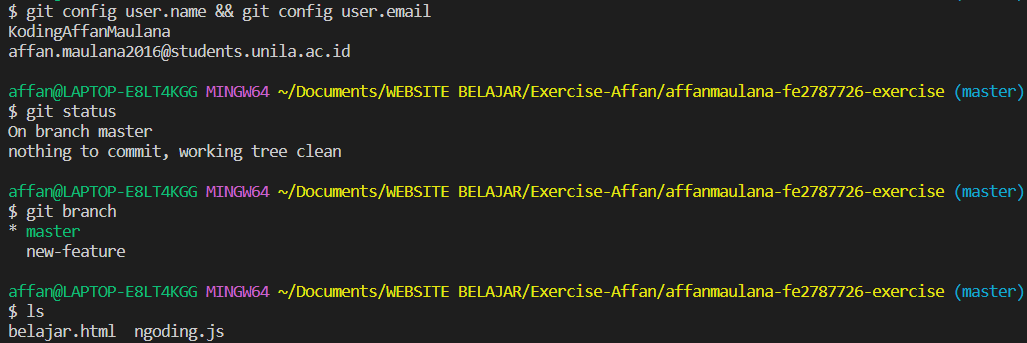 $ git config user.name && git config user.email
KodingAffanMaulana
affan.maulana2016@students.unila.ac.id
affan@LAPTOP-E8LT4KGG MINGW64 ~/Documents/WEBSITE BELAJAR/Exercise-Affan/affanmaulana-fe2787726-exercise (master)
$ git status
On branch master
nothing to commit, working tree clean
affan@LAPTOP-E8LT4KGG MINGW64 ~/Documents/WEBSITE BELAJAR/Exercise-Affan/affanmaulana-fe2787726-exercise (master)
$ git branch
* master
  new-feature
affan@LAPTOP-E8LT4KGG MINGW64 ~/Documents/WEBSITE BELAJAR/Exercise-Affan/affanmaulana-fe2787726-exercise (master)
$ ls
belajar.html  ngoding.js